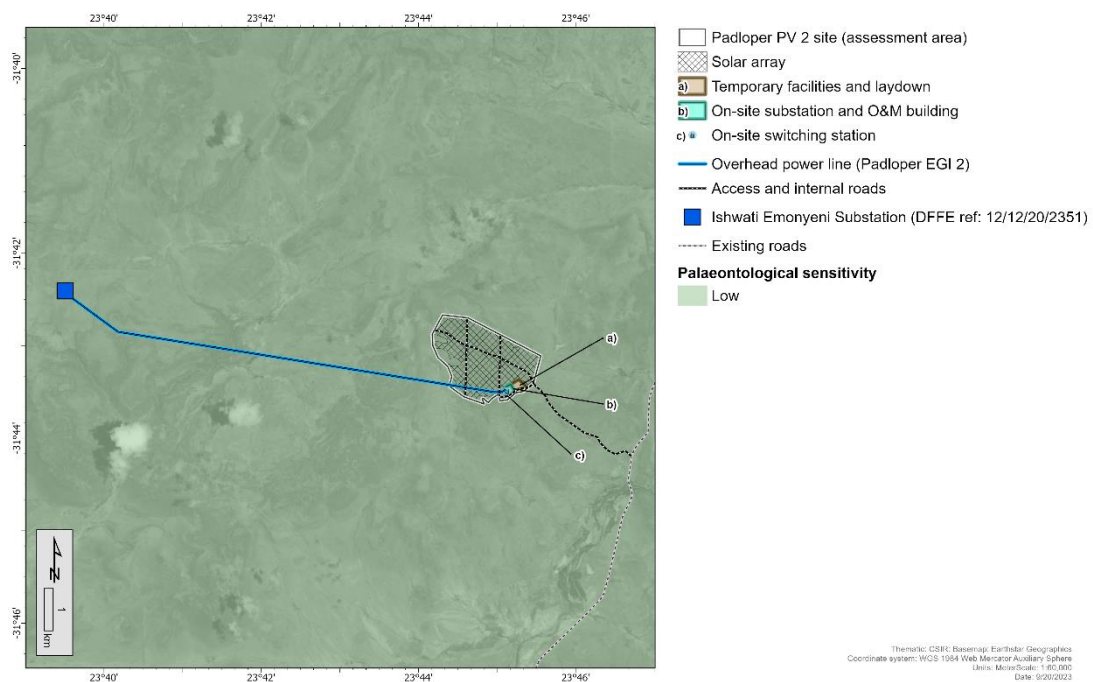 23°40'
23°42'
23°44'
23°46'
-31°40'
-31°42'
-31°44'
-31°46'
a)
b)
c)
N
1
km
23°40'
23°42'
23°44'
23°46'
Padloper PV 2 site (assessment area)
Solar array
a) Temporary facilities and laydown
b) On-site substation and O&M building
c) On-site switching station
Overhead power line (Padloper EGI 2)
Access and internal roads
Ishwati Emonyeni Substation (DFFE ref: 12/12/20/2351)
Existing roads
Palaeontological sensitivity
Low
Thematic: CSIR; Basemap: Earthstar Geographics
Coordinate system: WGS 1984 Web Mercator Auxiliary Sphere
Units: MeterScale: 1:60,000
Date: 9/20/2023